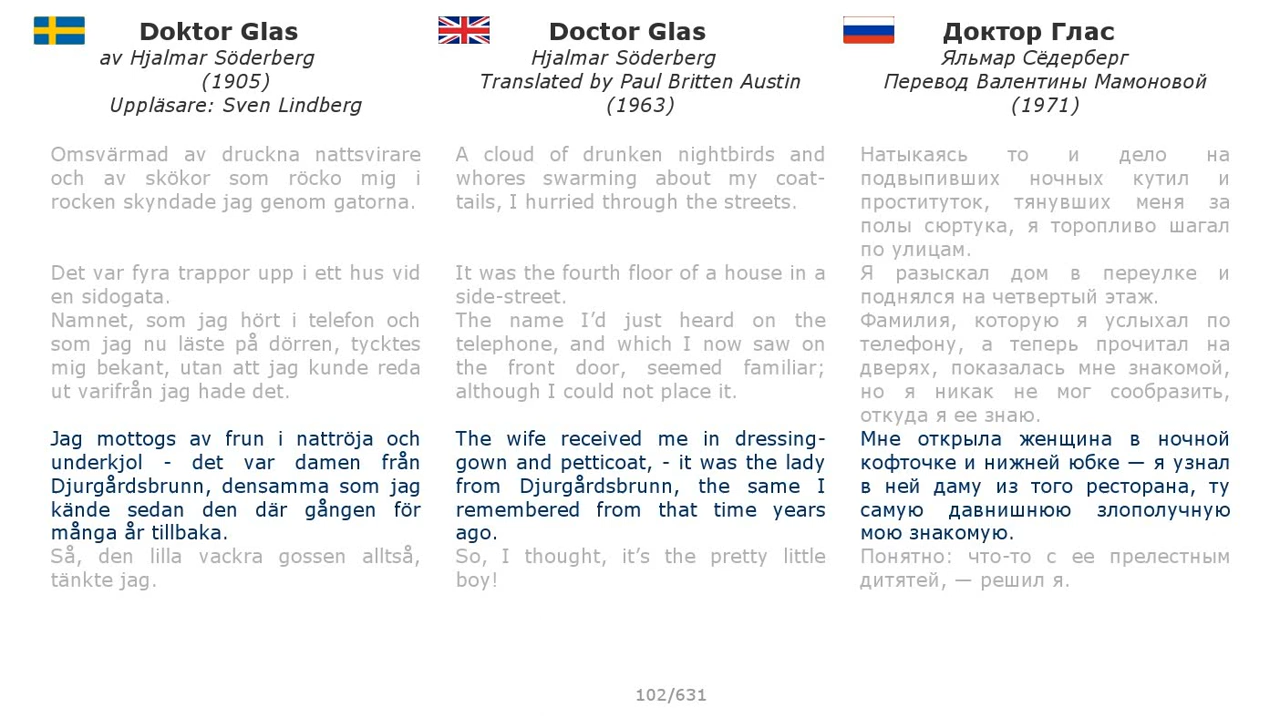 Doktor Glas
av Hjalmar Söderberg
(1905)
Uppläsare: Sven Lindberg
Omsvärmad av druckna nattsvirare
och av skökor som röcko mig i
rocken skyndade jag genom gatorna.
Det var fyra trappor upp i ett hus vid
en sidogata.
Namnet, som jag hört i telefon och
som jag nu läste på dörren, tycktes
mig bekant, utan att jag kunde reda
ut varifrån jag hade det.
Jag mottogs av frun i nattröja och
underkjol - det var damen från
Djurgårdsbrunn, densamma som jag
kände sedan den där gången för
många år tillbaka.
Så, den lilla vackra gossen alltså,
tänkte jag.
Doctor Glas
Hjalmar Söderberg
Translated by Paul Britten Austin
(1963)
A cloud of drunken nightbirds and
whores swarming about my coat-
tails, I hurried through the streets.
It was the fourth floor of a house in a
side-street.
The name I’d just heard on the
telephone, and which I now saw on
the front door, seemed familiar;
although I could not place it.
The wife received me in dressing-
gown and petticoat, - it was the lady
from Djurgårdsbrunn, the same I
remembered from that time years
ago.
So, I thought, it’s the pretty little
boy!
Доктор Глас
Яльмар Сёдерберг
Перевод Валентины Мамоновой
(1971)
Натыкаясь то и дело на
подвыпивших ночных кутил и
проституток, тянувших меня за
полы сюртука, я торопливо шагал
по улицам.
Я разыскал дом в переулке и
поднялся на четвертый этаж.
Фамилия, которую я услыхал по
телефону, а теперь прочитал на
дверях, показалась мне знакомой,
но я никак не мог сообразить,
откуда я ее знаю.
Мне открыла женщина в ночной
кофточке и нижней юбке — я узнал
в ней даму из того ресторана, ту
самую давнишнюю злополучную
мою знакомую.
Понятно: что-то с ее прелестным
дитятей, — решил я.
102/631